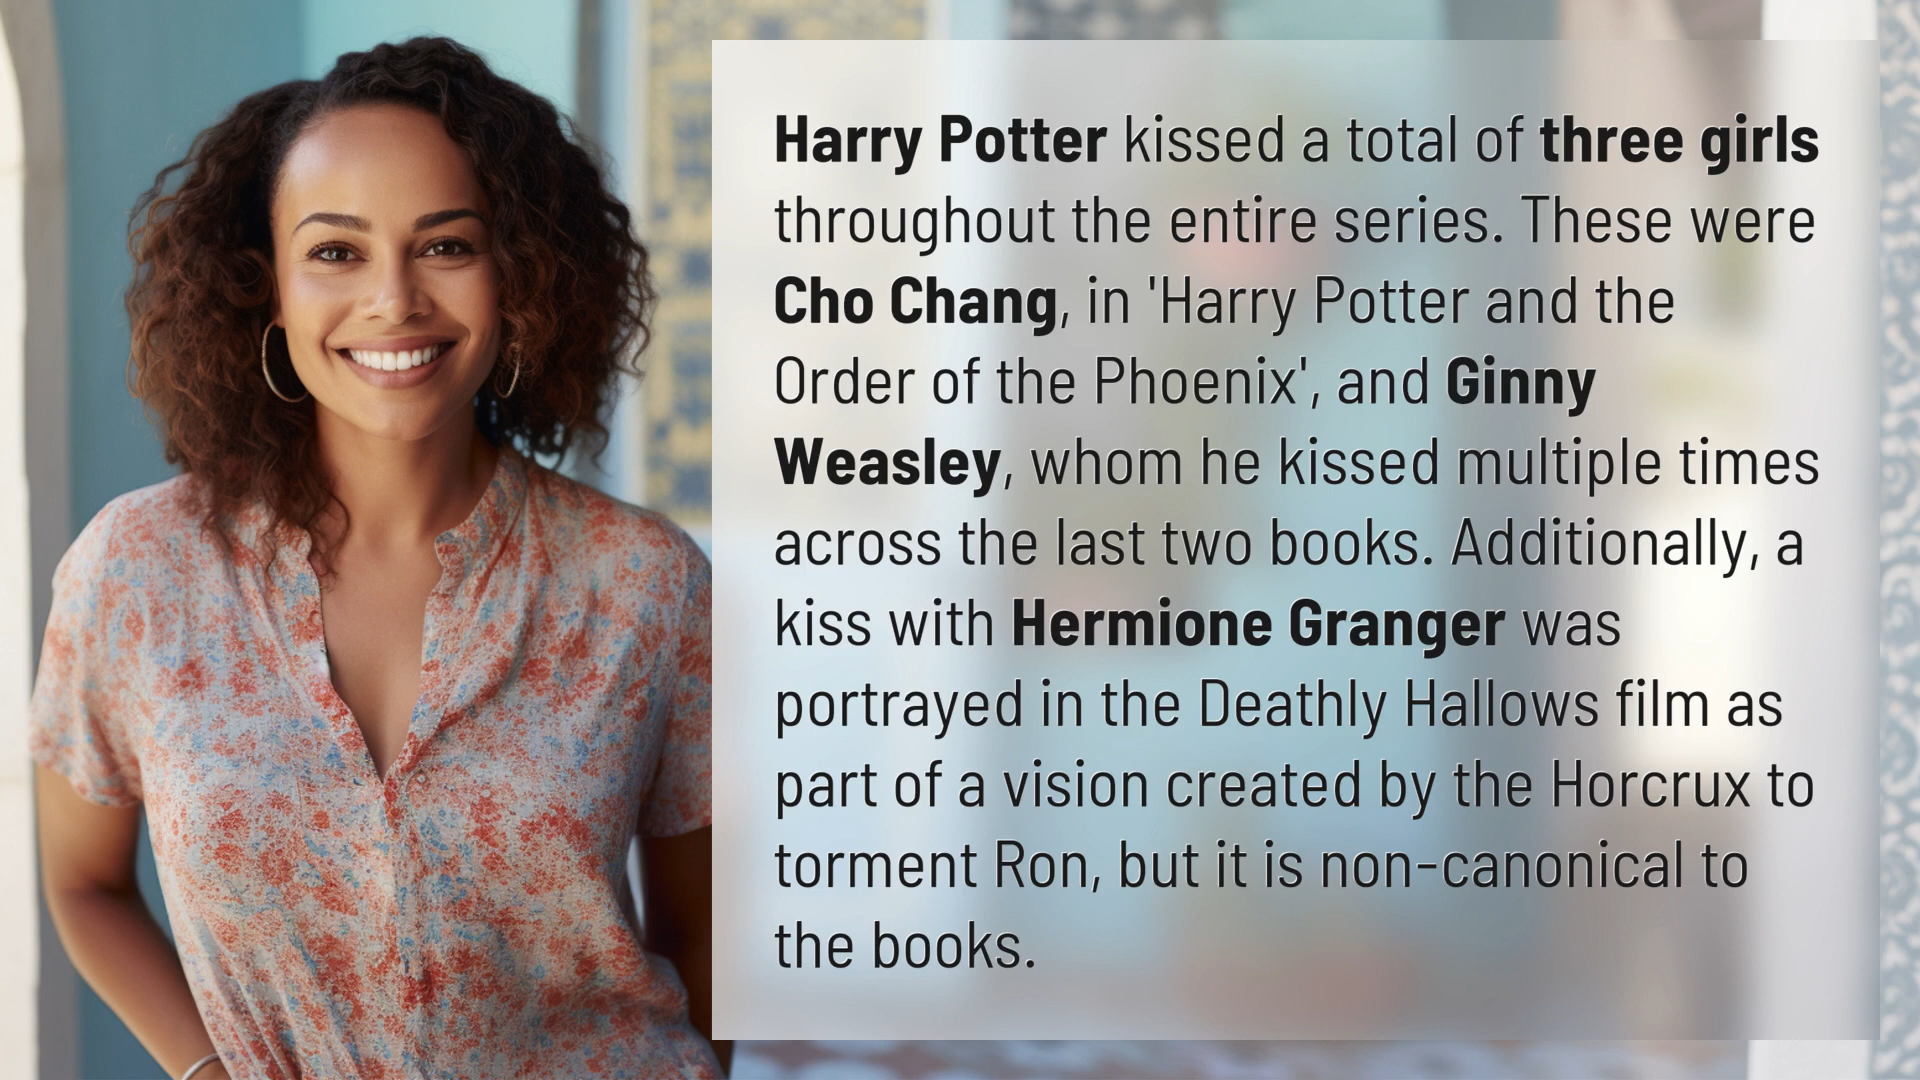 Harry Potter kissed a total of three girls
throughout the entire series. These were
Cho Chang, in 'Harry Potter and the
Order of the Phoenix', and Ginny
Weasley, whom he kissed multiple times
across the last two books. Additionally, a
kiss with Hermione Granger was
portrayed in the Deathly Hallows film as
part of a vision created by the Horcrux to
torment Ron, but it is non-canonical to
the books.